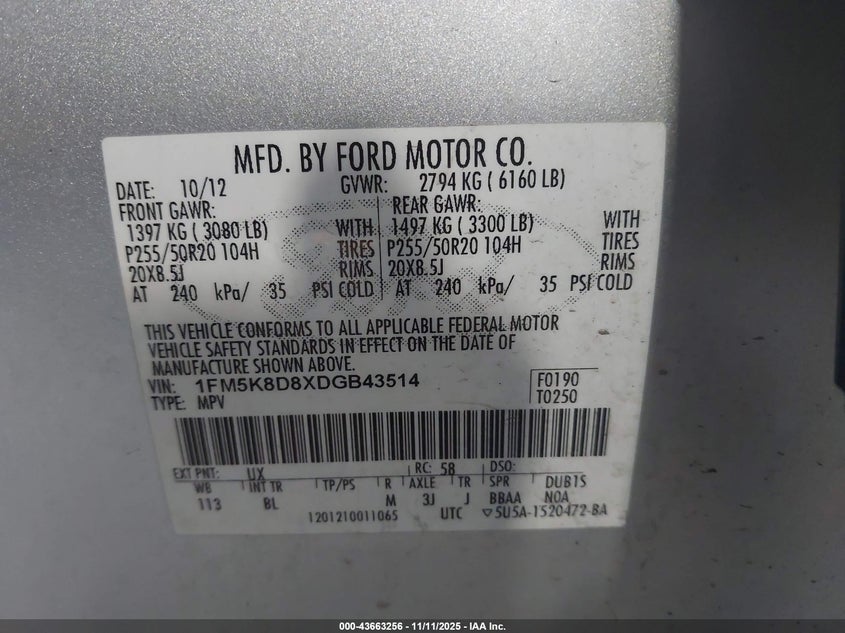 MFD. BY FORD MOTOR CO.
DATE: 10/12 GVWR: 2794 KG ( 6160 LB)
FRONT GAWR: REAR GAWR:
1397 KG ( 3080 LB) WITH 1497 KG ( 3300 LB) WITH
P255/50R20 104H TIRES P255/50R20 104H TIRES
20X8.5J RIMS 20X8.5J RIMS
AT 240 kPa/ 35 PSI COLD AT 240 kPa/ 35 PSI COLD
THIS VEHICLE CONFORMS TO ALL APPLICABLE FEDERAL MOTOR
VEHICLE SAFETY STANDARDS IN EFFECT ON THE DATE OF
MANUFACTURE SHOWN ABOVE.
VIN: 1FM5K8D8XDGB43514 F0190
TYPE: MPV T0250
EXT PNT: UX RC: 58 DSO:
WB INT TR TP/PS R AXLE TR SPR DUB1S
113 BL M 3J J BBAA NOA
1201210011065 UTC ▽5U5A-1520472-BA
000-43663256 - 11/11/2025 - IAA Inc.